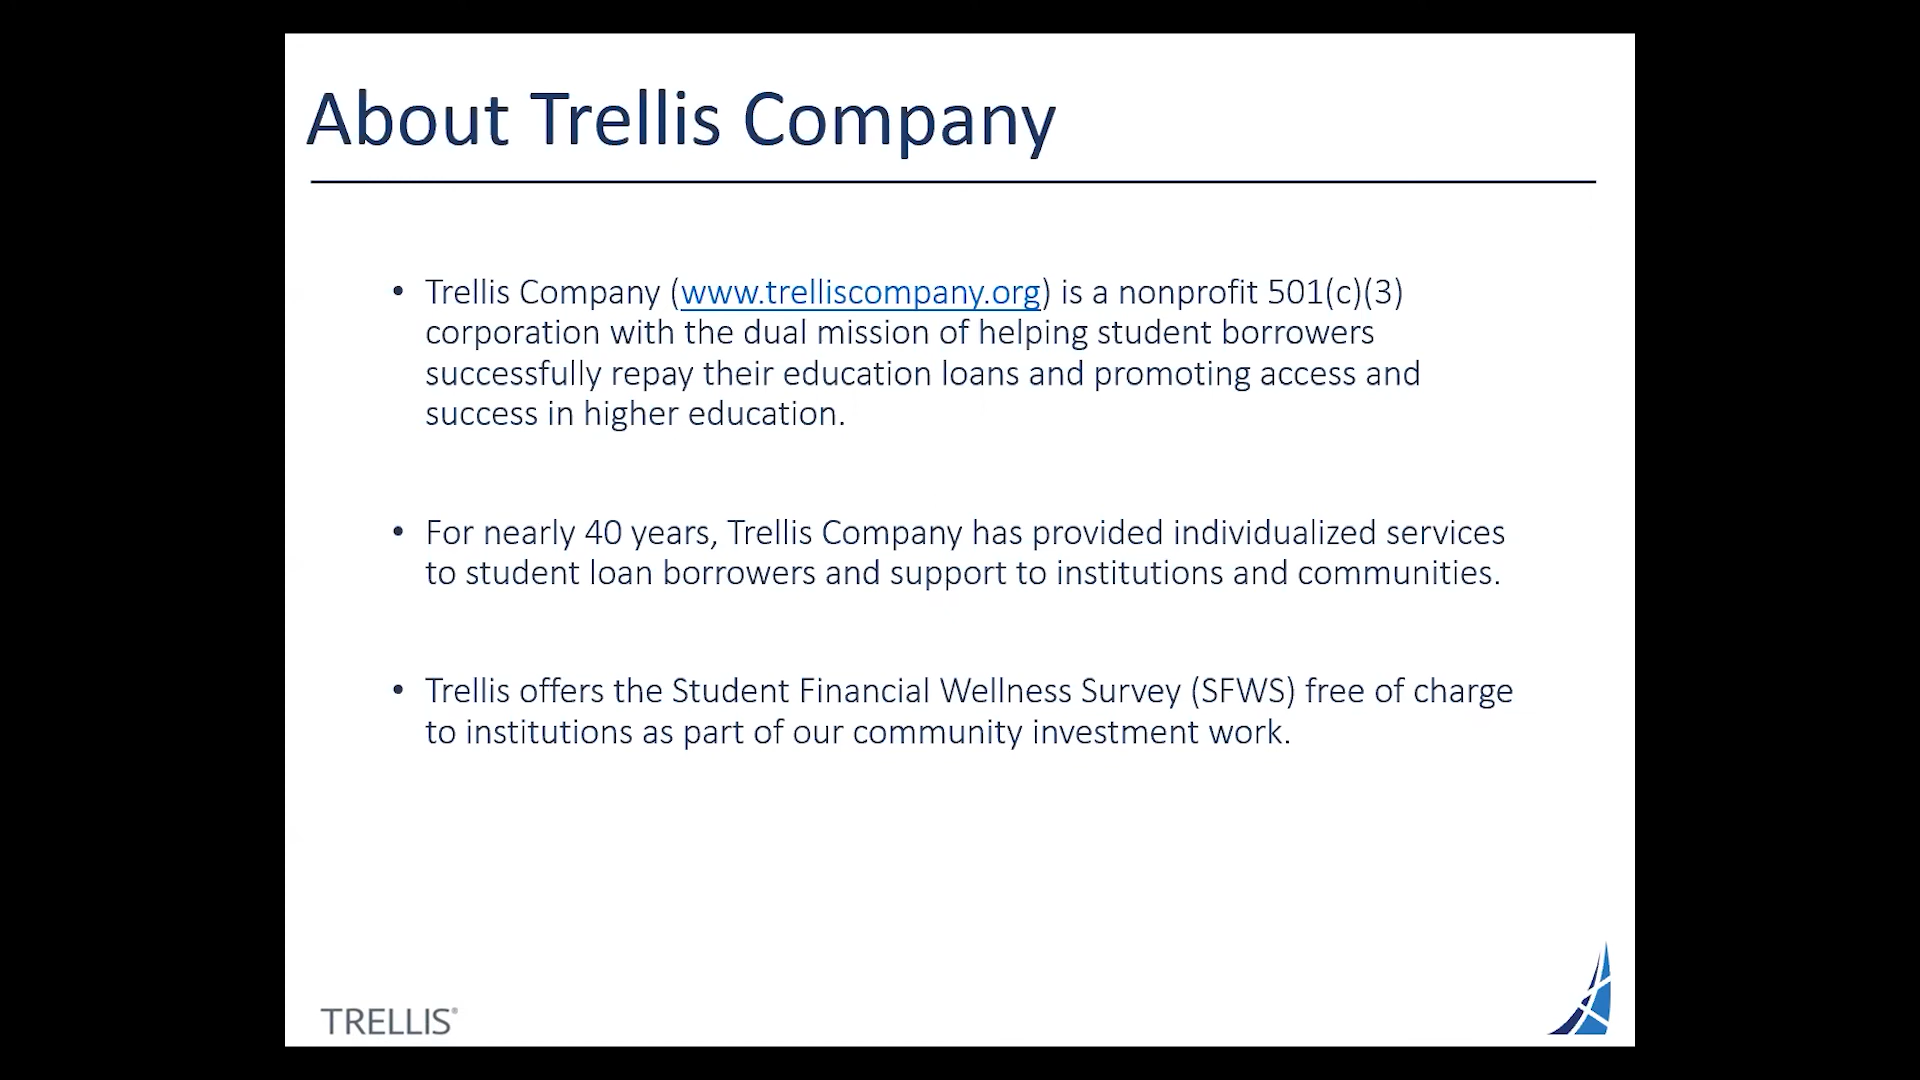 About Trellis Company
• Trellis Company (www.trelliscompany.org) is a nonprofit 501(c)(3)
corporation with the dual mission of helping student borrowers
successfully repay their education loans and promoting access and
success in higher education.
• For nearly 40 years, Trellis Company has provided individualized services
to student loan borrowers and support to institutions and communities.
• Trellis offers the Student Financial Wellness Survey (SFWS) free of charge
to institutions as part of our community investment work.
TRELLIS®